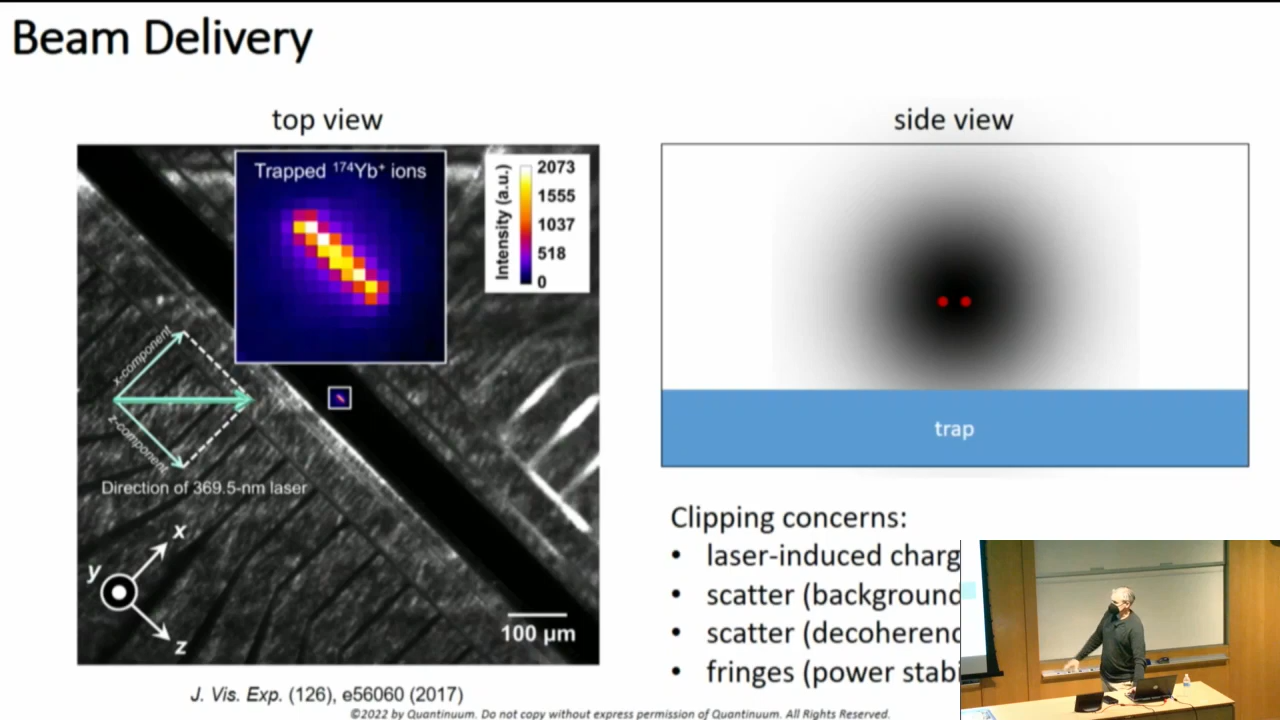 Beam Delivery
top view
Trapped ¹⁷⁴Yb⁺ ions
Intensity (a.u.)
2073
1555
1037
518
0
x-component
z-component
Direction of 369.5-nm laser
x
y
z
100 µm
J. Vis. Exp. (126), e56060 (2017)
side view
trap
Clipping concerns:
• laser-induced charg
• scatter (background
• scatter (decoherenc
• fringes (power stabi
©2022 by Quantinuum. Do not copy without express permission of Quantinuum. All Rights Reserved.